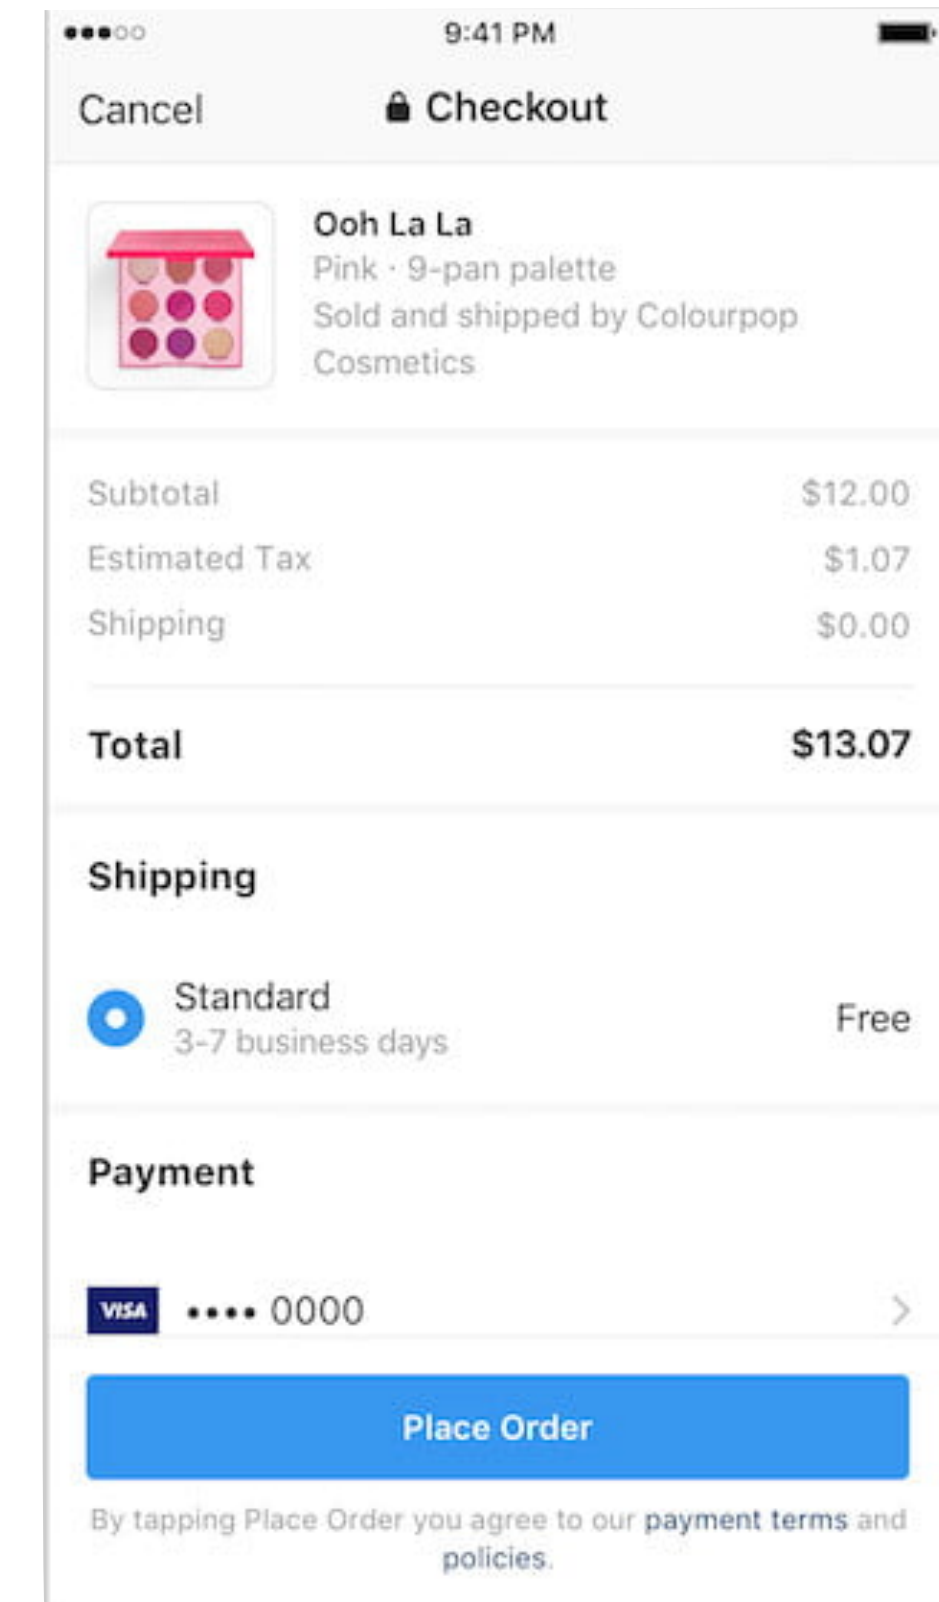 9:41 PM
Cancel
Checkout
Ooh La La
Pink · 9-pan palette
Sold and shipped by Colourpop
Cosmetics
Subtotal $12.00
Estimated Tax $1.07
Shipping $0.00
Total $13.07
Shipping
Standard
3-7 business days
Free
Payment
VISA •••• 0000
Place Order
By tapping Place Order you agree to our payment terms and
policies.